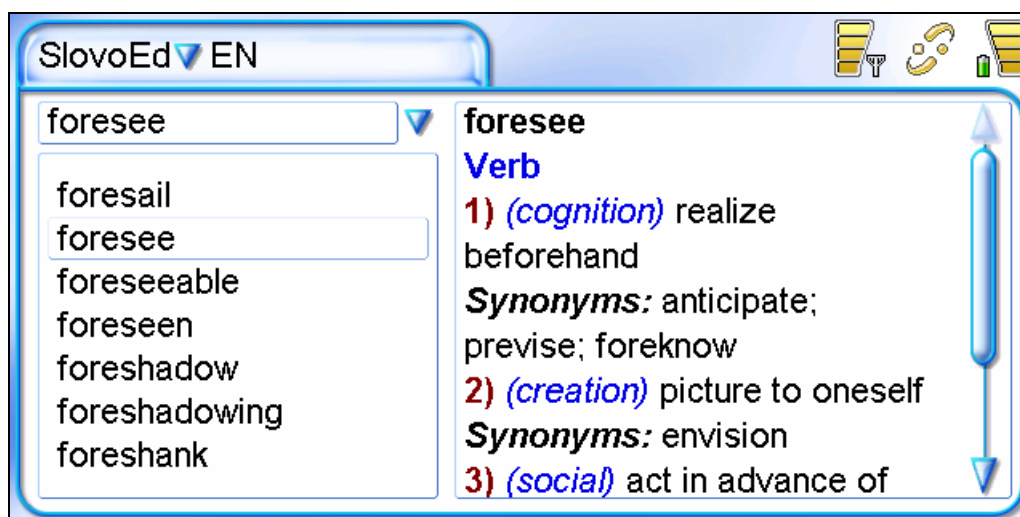 SlovoEd EN
foresee
foresail
foresee
foreseeable
foreseen
foreshadow
foreshadowing
foreshank
foresee
Verb
1) (cognition) realize
beforehand
Synonyms: anticipate;
previse; foreknow
2) (creation) picture to oneself
Synonyms: envision
3) (social) act in advance of